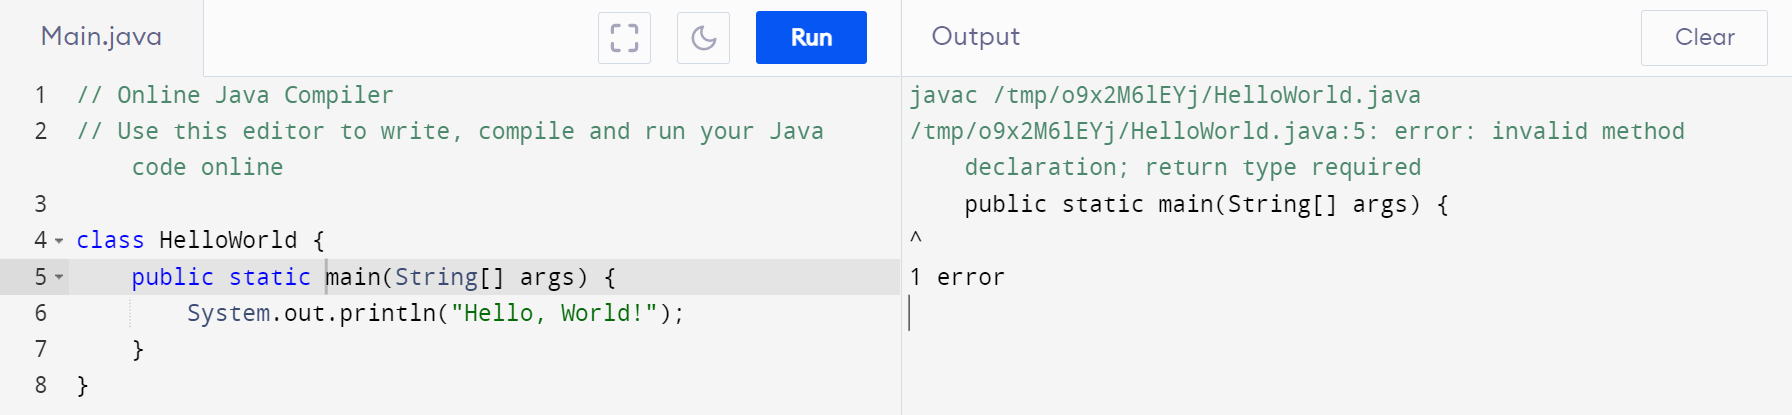 Main.java
Run
Output
Clear
1 // Online Java Compiler
2 // Use this editor to write, compile and run your Java
code online
3
4 class HelloWorld {
5 public static main(String[] args) {
6 System.out.println("Hello, World!");
7 }
8 }
javac /tmp/o9x2M6lEYj/HelloWorld.java
/tmp/o9x2M6lEYj/HelloWorld.java:5: error: invalid method
declaration; return type required
public static main(String[] args) {
^
1 error